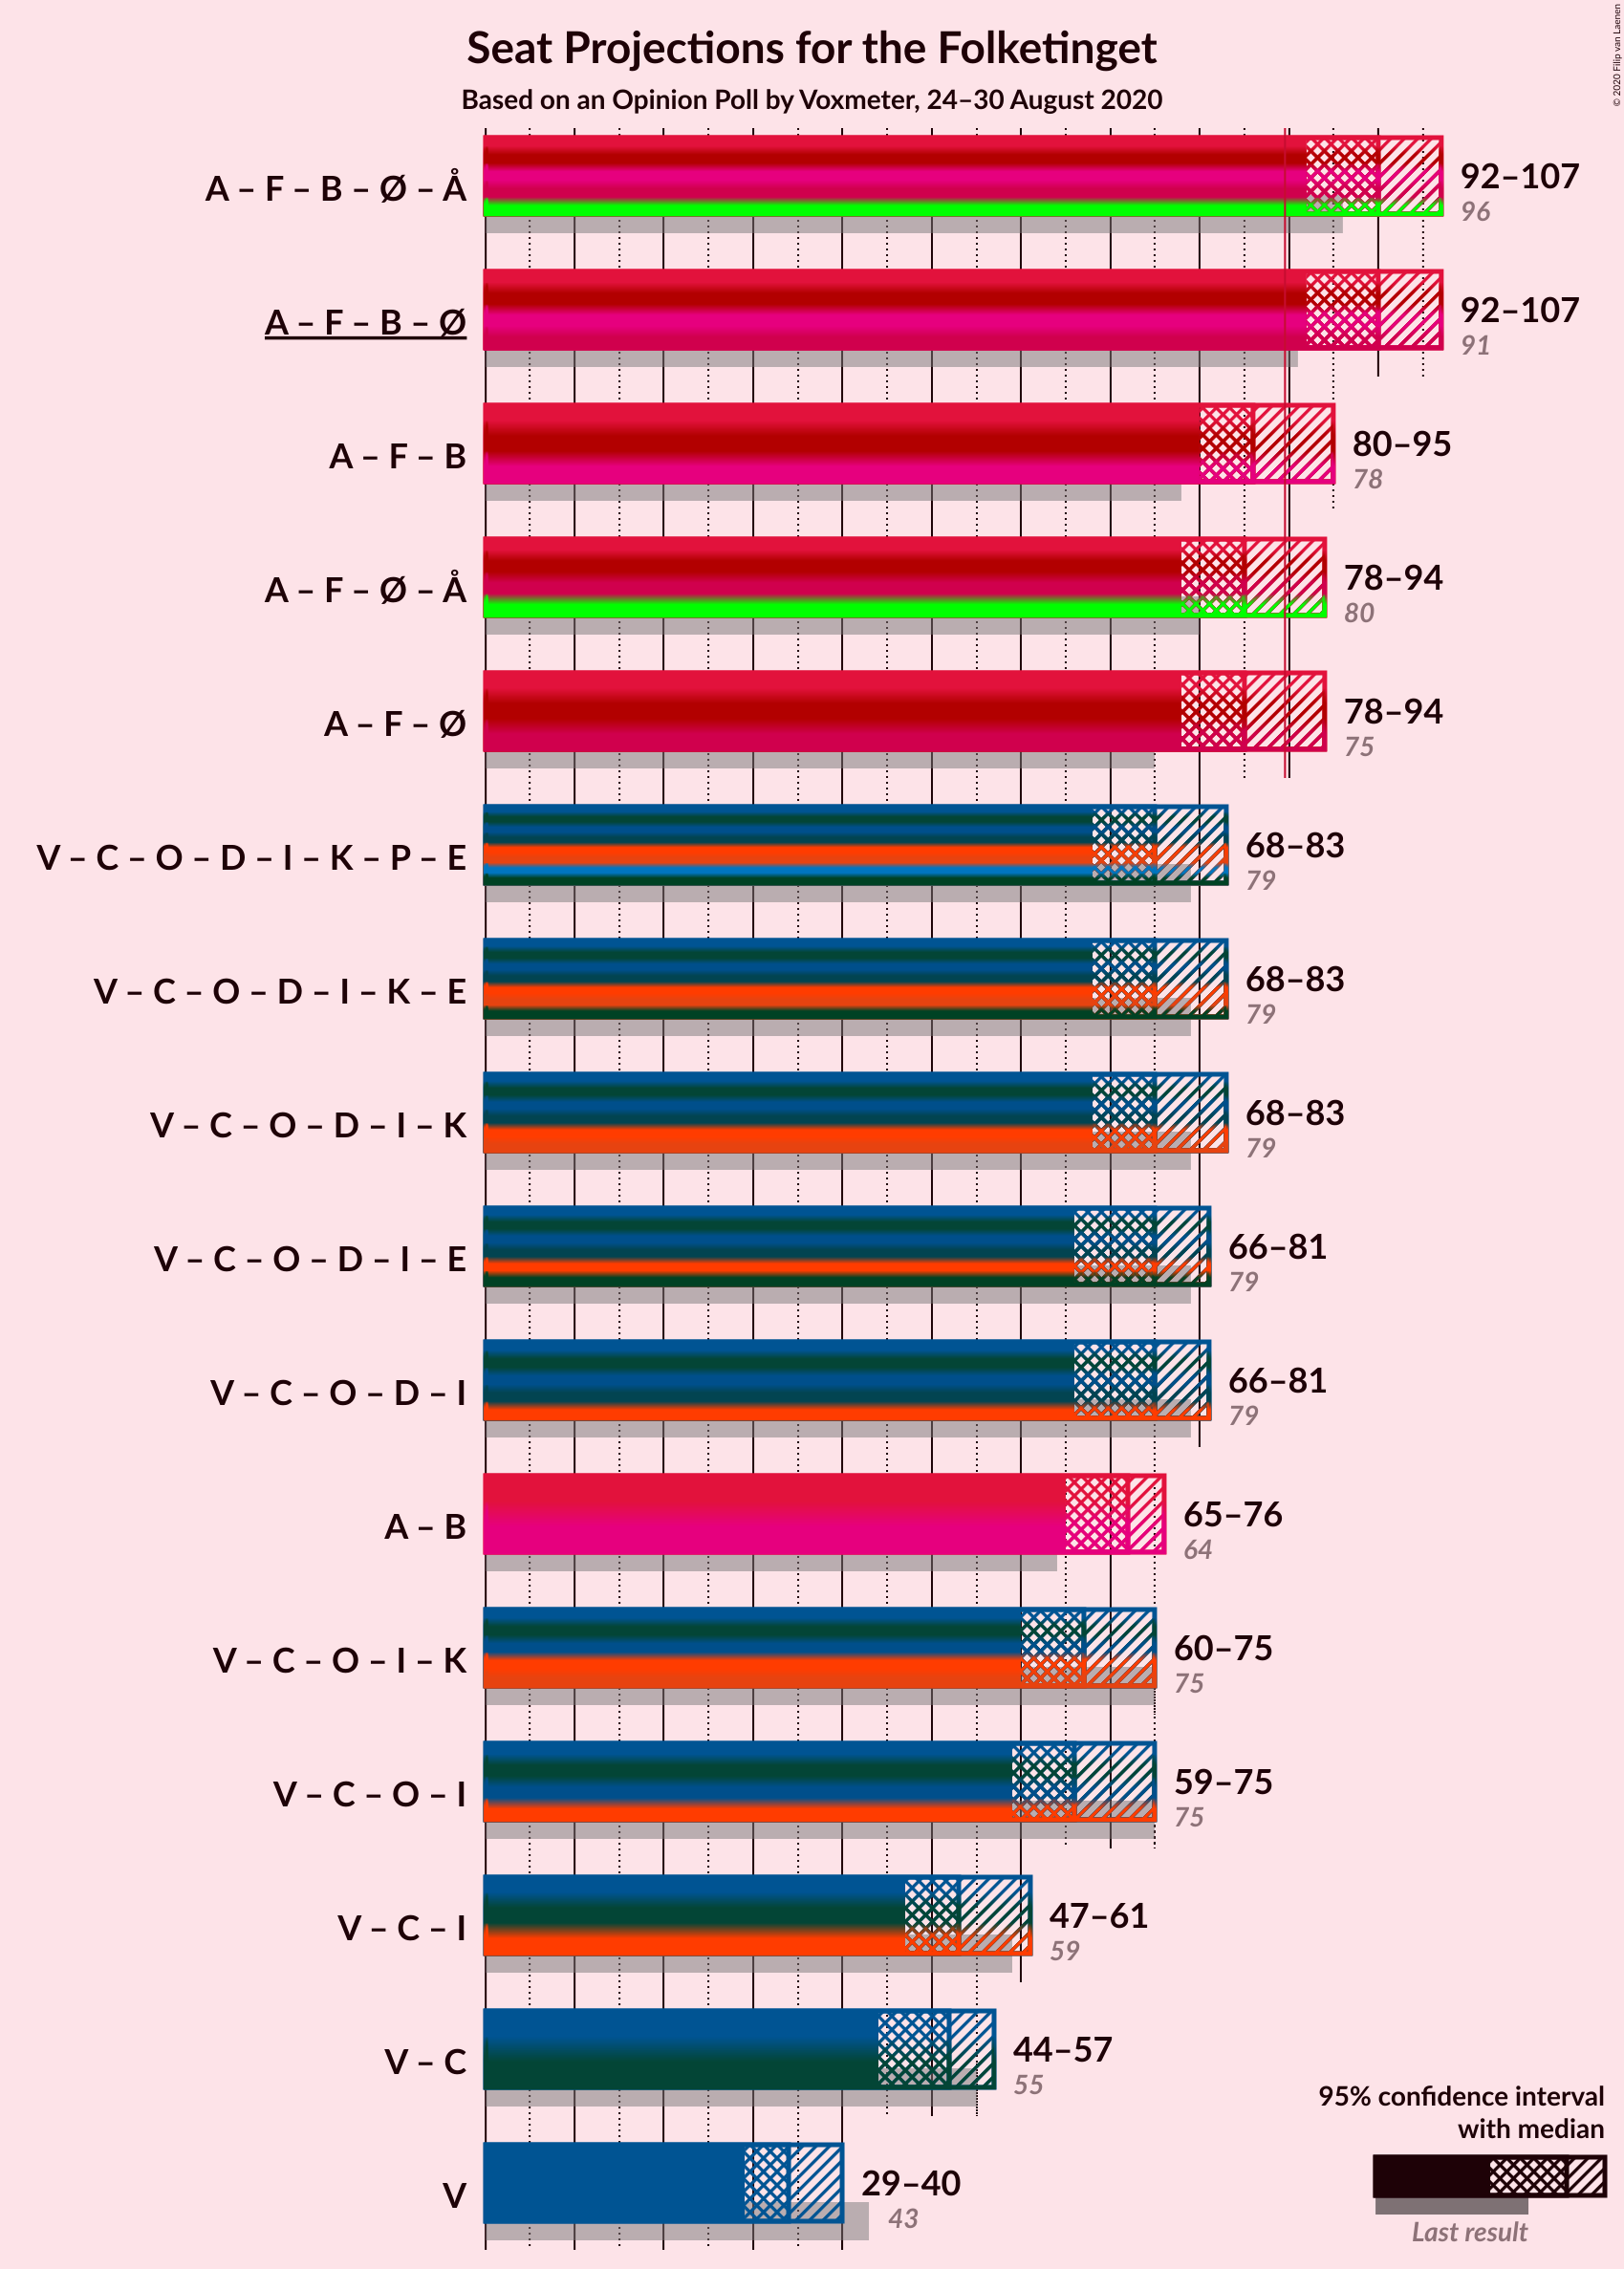 © 2020 Filip van Laenen
Seat Projections for the Folketinget
Based on an Opinion Poll by Voxmeter, 24–30 August 2020
A – F – B – Ø – Å
92–107
96
A – F – B – Ø
92–107
91
A – F – B
80–95
78
A – F – Ø – Å
78–94
80
A – F – Ø
78–94
75
V – C – O – D – I – K – P – E
68–83
79
V – C – O – D – I – K – E
68–83
79
V – C – O – D – I – K
68–83
79
V – C – O – D – I – E
66–81
79
V – C – O – D – I
66–81
79
A – B
65–76
64
V – C – O – I – K
60–75
75
V – C – O – I
59–75
75
V – C – I
47–61
59
V – C
44–57
55
V
29–40
43
95% confidence interval
with median
Last result